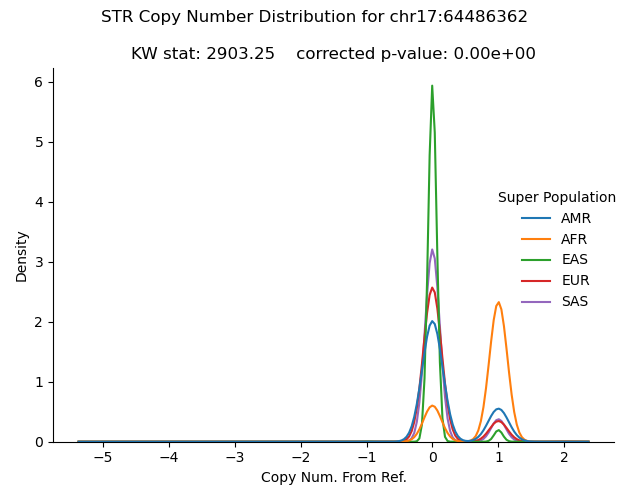 STR Copy Number Distribution for chr17:64486362
KW stat: 2903.25    corrected p-value: 0.00e+00
6
5
4
3
2
1
0
Density
Super Population
AMR
AFR
EAS
EUR
SAS
−5 −4 −3 −2 −1 0 1 2
Copy Num. From Ref.